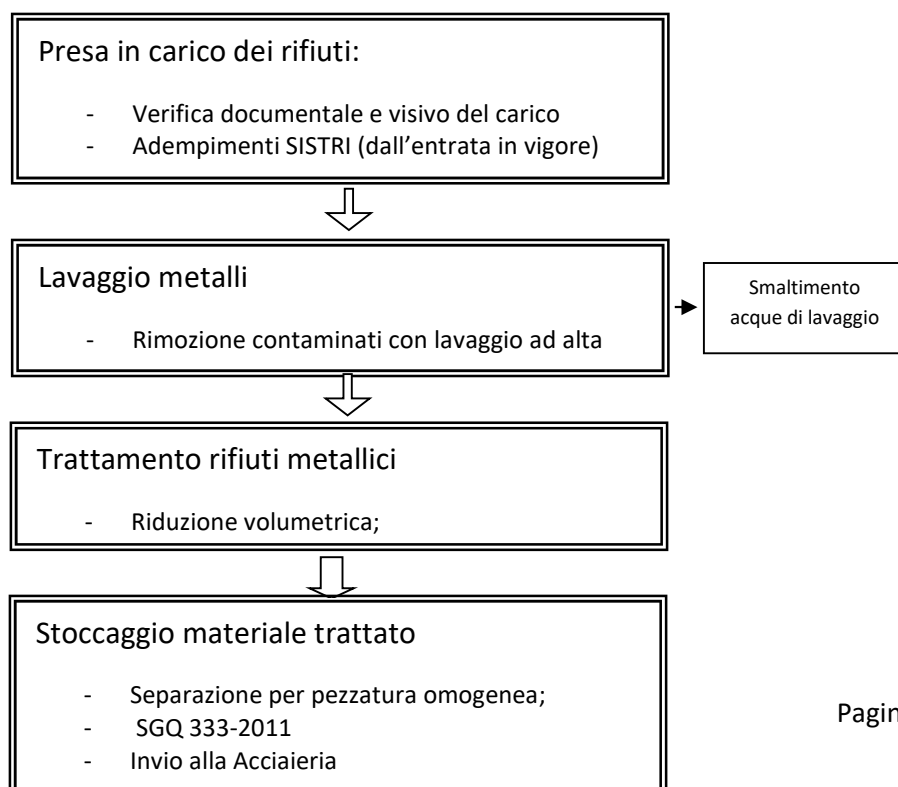 Presa in carico dei rifiuti:
- Verifica documentale e visivo del carico
- Adempimenti SISTRI (dall'entrata in vigore)
Lavaggio metalli
- Rimozione contaminati con lavaggio ad alta
Smaltimento
acque di lavaggio
Trattamento rifiuti metallici
- Riduzione volumetrica;
Stoccaggio materiale trattato
- Separazione per pezzatura omogenea;
- SGQ 333-2011
- Invio alla Acciaieria
Pagin